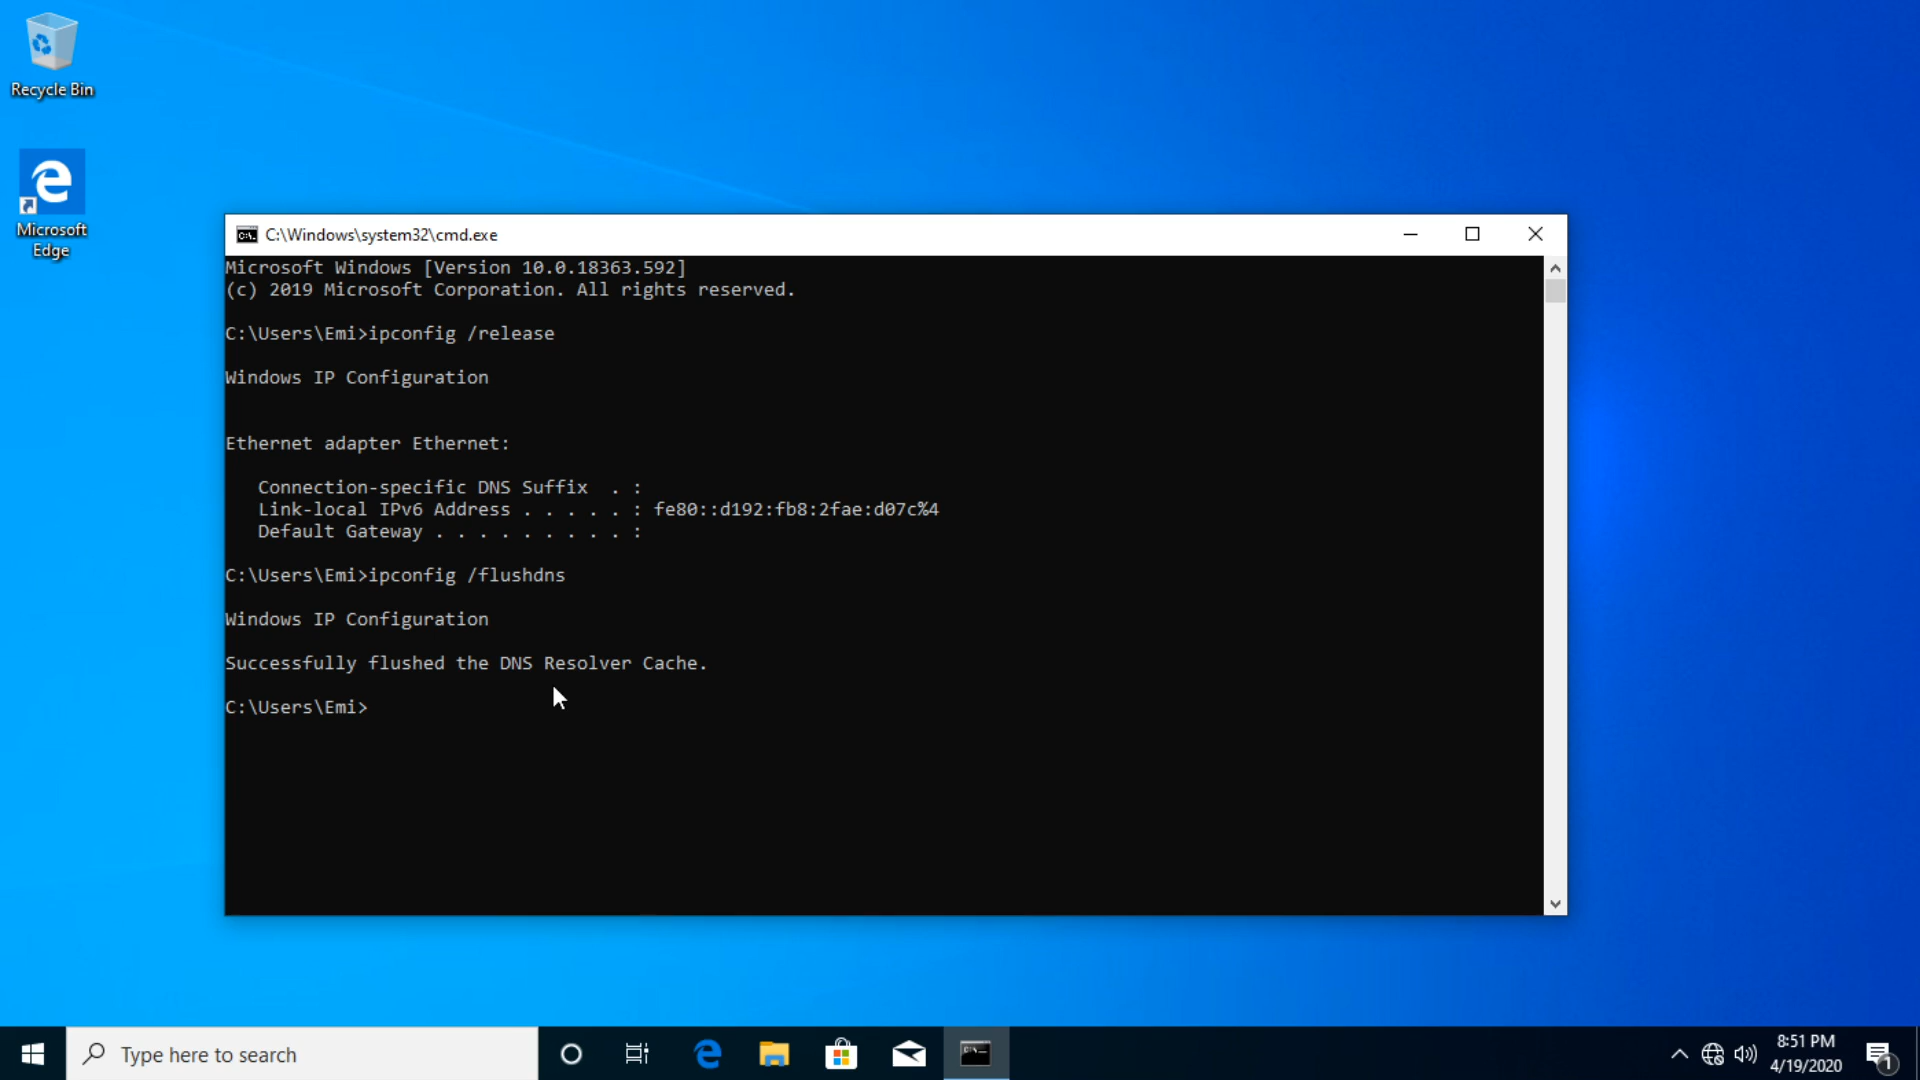 Recycle Bin
Microsoft
Edge
C:\Windows\system32\cmd.exe
Microsoft Windows [Version 10.0.18363.592]
(c) 2019 Microsoft Corporation. All rights reserved.
C:\Users\Emi>ipconfig /release
Windows IP Configuration
Ethernet adapter Ethernet:
Connection-specific DNS Suffix . :
Link-local IPv6 Address . . . . . : fe80::d192:fb8:2fae:d07c%4
Default Gateway . . . . . . . . . :
C:\Users\Emi>ipconfig /flushdns
Windows IP Configuration
Successfully flushed the DNS Resolver Cache.
C:\Users\Emi>
Type here to search
8:51 PM
4/19/2020
1